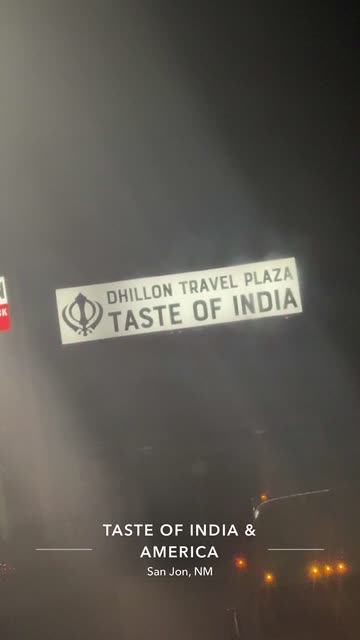 DHILLON TRAVEL PLAZA
TASTE OF INDIA
TASTE OF INDIA &
AMERICA
San Jon, NM